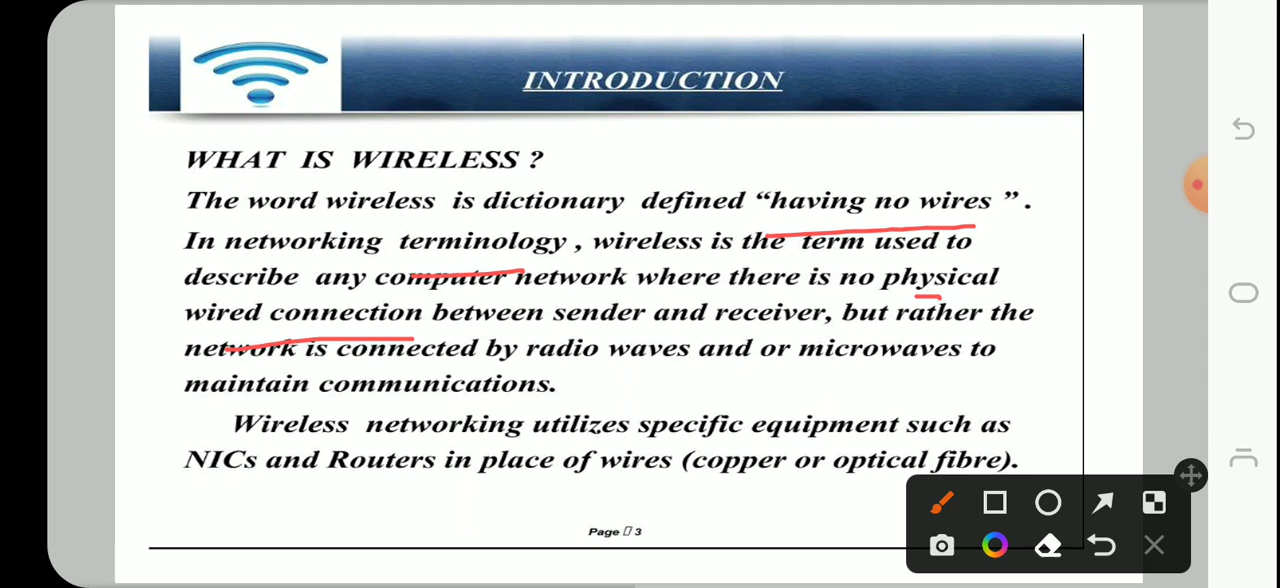 INTRODUCTION
WHAT IS WIRELESS ?
The word wireless is dictionary defined “having no wires ” .
In networking terminology , wireless is the term used to
describe any computer network where there is no physical
wired connection between sender and receiver, but rather the
network is connected by radio waves and or microwaves to
maintain communications.
Wireless networking utilizes specific equipment such as
NICs and Routers in place of wires (copper or optical fibre).
Page 3